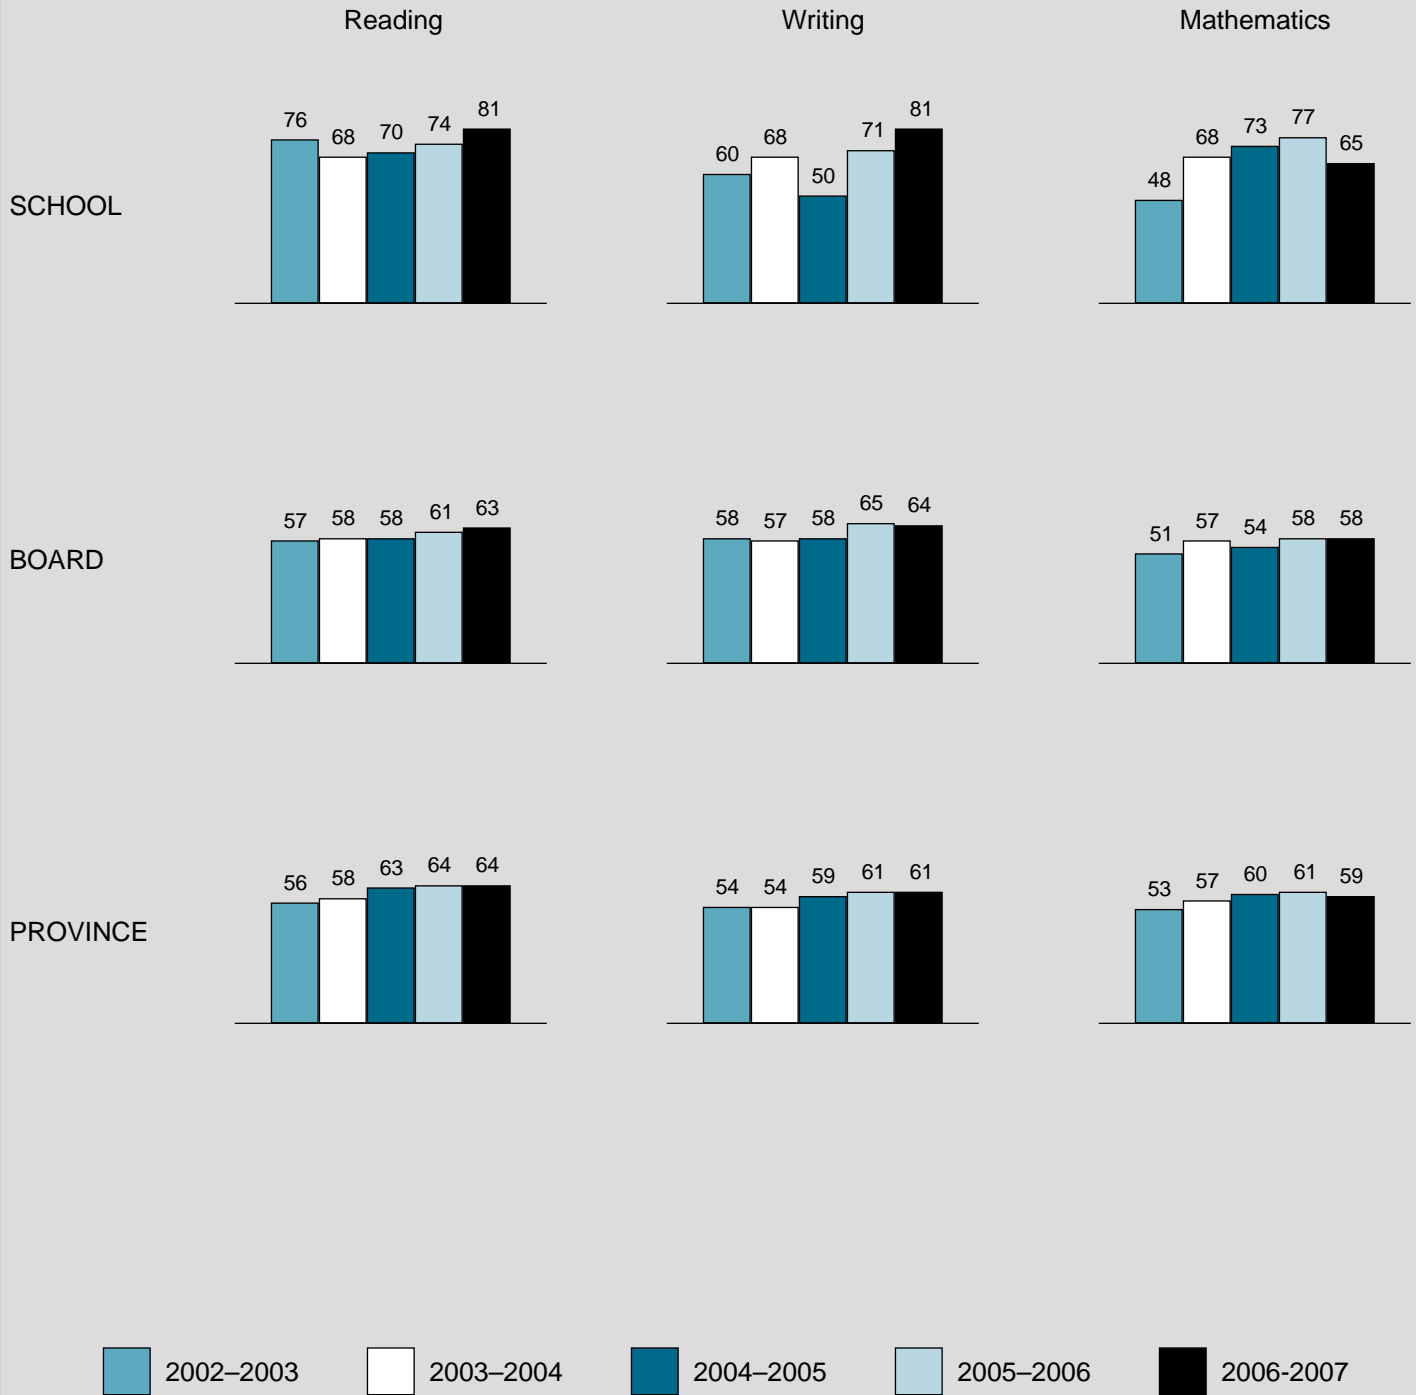 Reading Writing Mathematics
76 68 70 74 81
60 68 50 71 81
48 68 73 77 65
SCHOOL
57 58 58 61 63
58 57 58 65 64
51 57 54 58 58
BOARD
56 58 63 64 64
54 54 59 61 61
53 57 60 61 59
PROVINCE
2002–2003 2003–2004 2004–2005 2005–2006 2006-2007